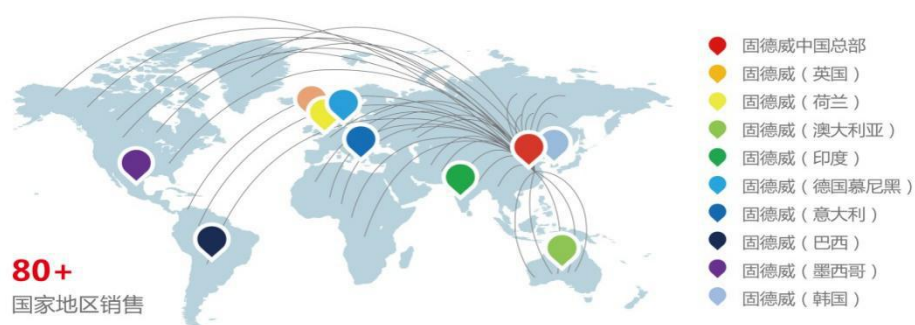 固德威中国总部
固德威（英国）
固德威（荷兰）
固德威（澳大利亚）
固德威（印度）
固德威（德国慕尼黑）
固德威（意大利）
固德威（巴西）
固德威（墨西哥）
固德威（韩国）
80+
国家地区销售